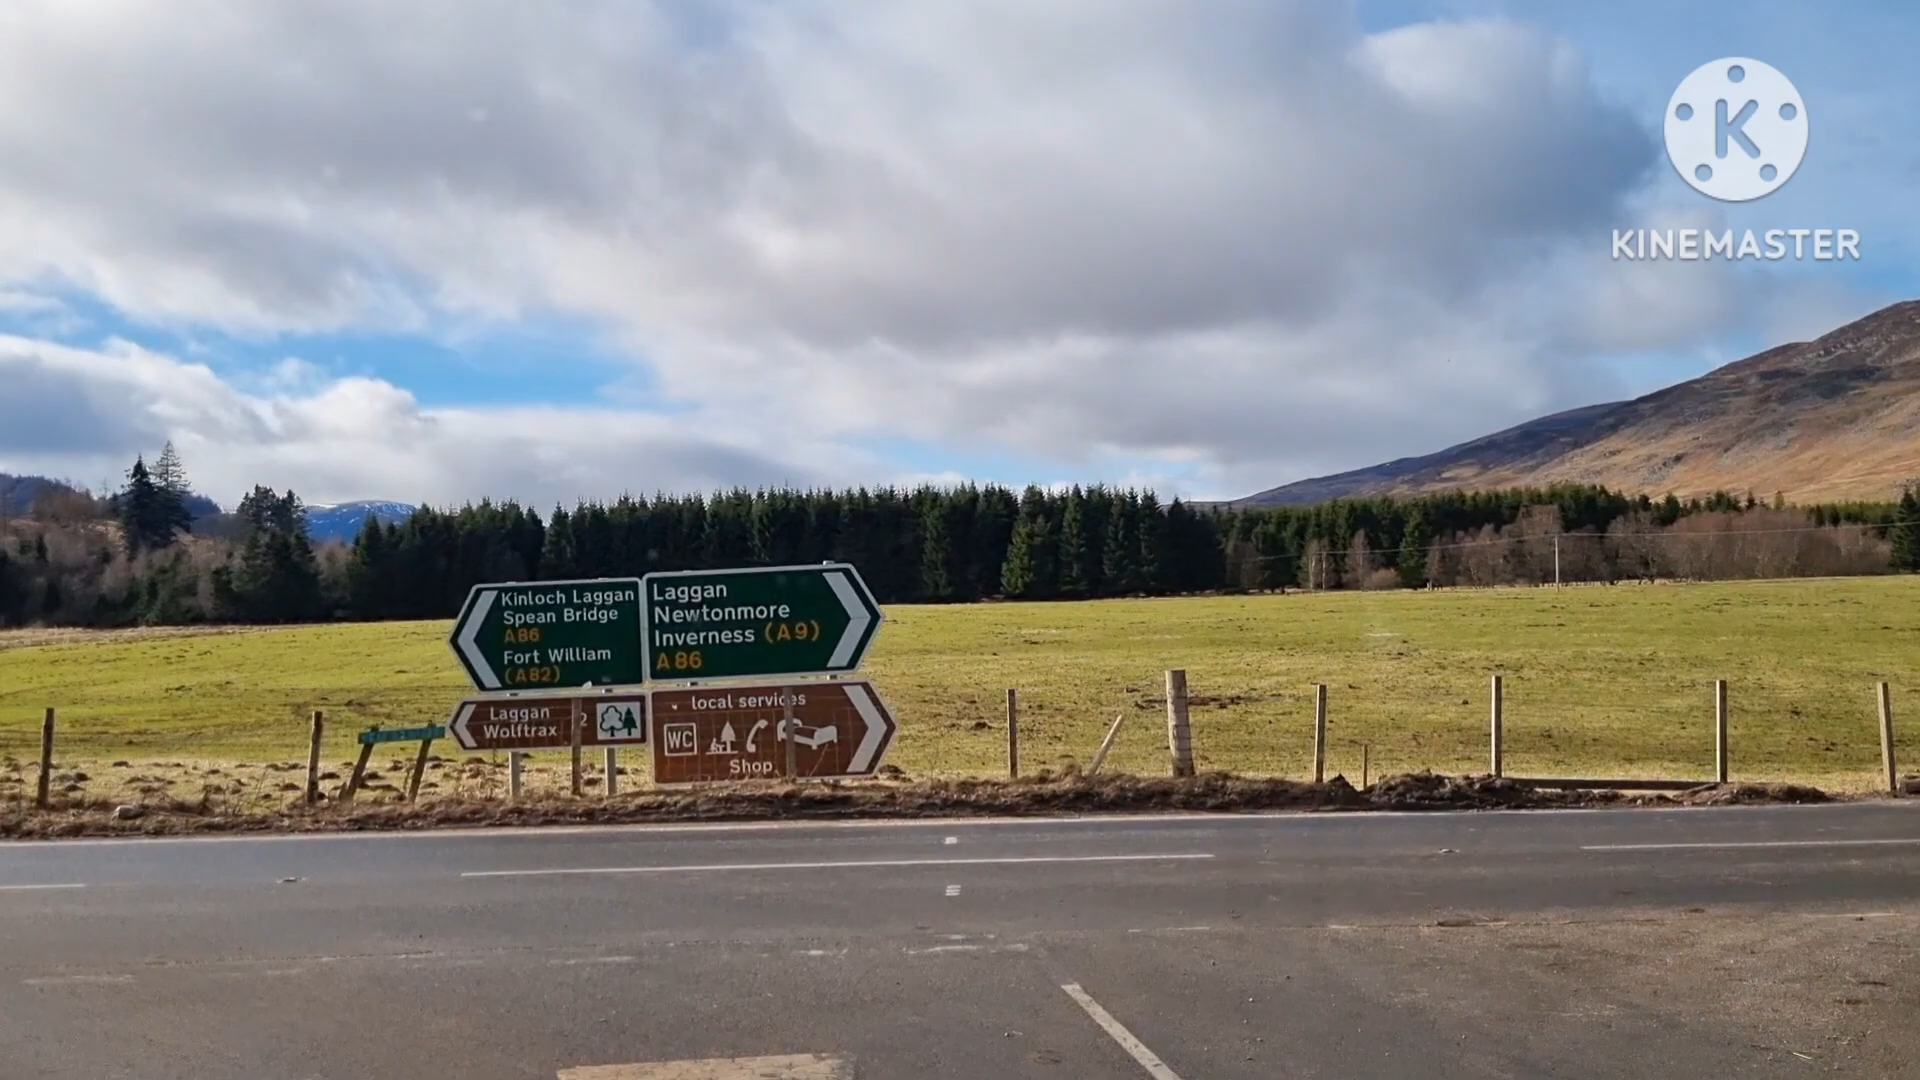 K
KINEMASTER
Kinloch Laggan
Spean Bridge
A86
Fort William
(A82)
Laggan
Newtonmore
Inverness (A9)
A86
Laggan
Wolftrax
2
local services
WC
Shop